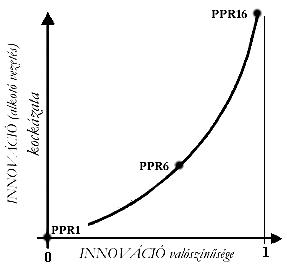 PPR16
INNOVÁCIÓ (alkotó vezetés)
kockázata
PPR6
PPR1
0
1
INNOVÁCIÓ valószínűsége